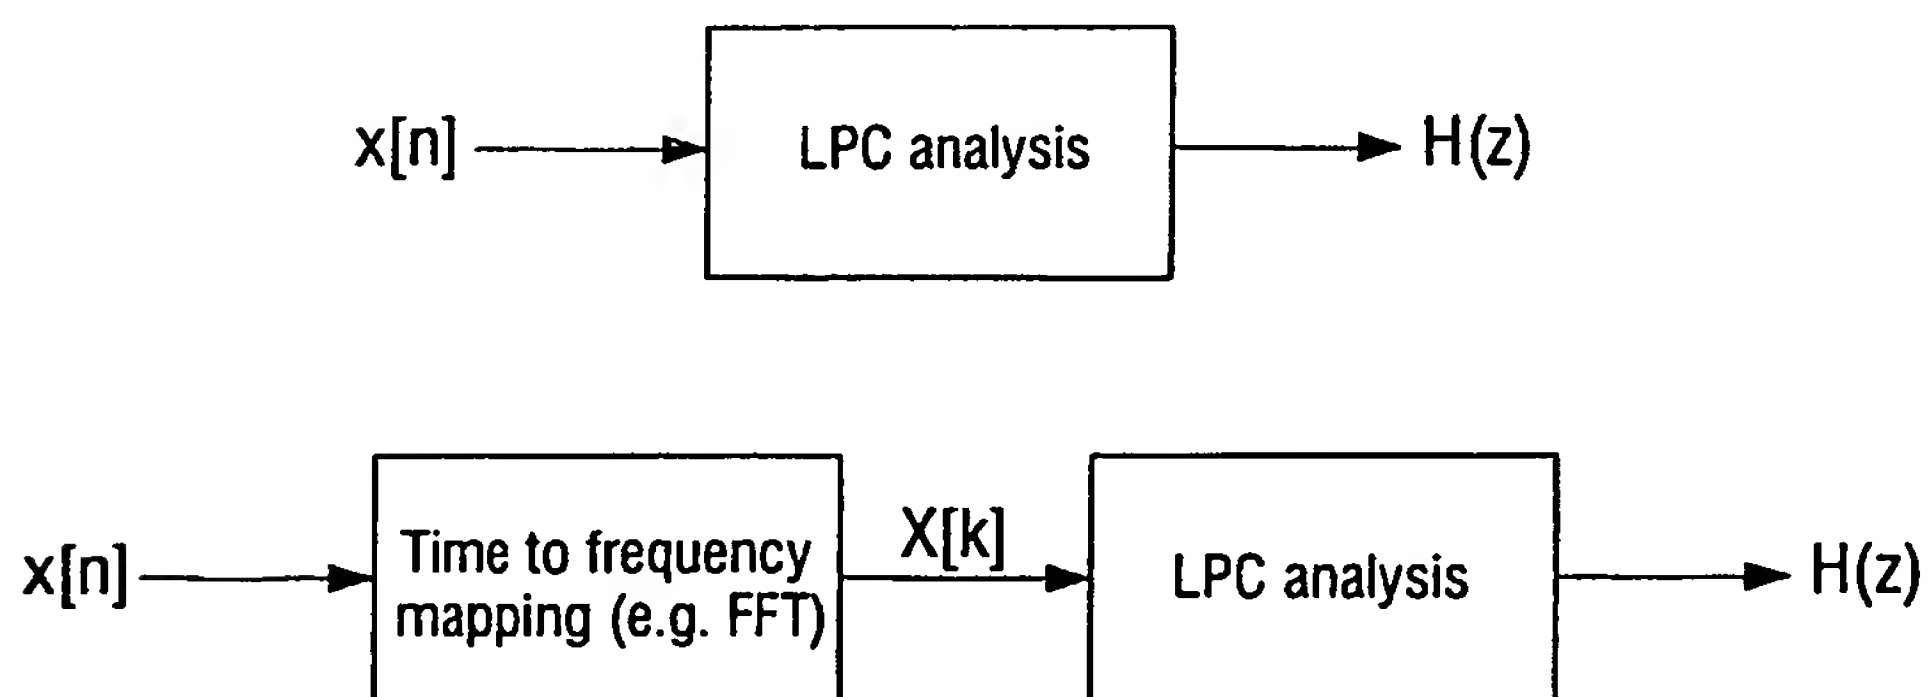 x[n]
LPC analysis
H(z)
x[n]
Time to frequency
mapping (e.g. FFT)
X[k]
LPC analysis
H(z)